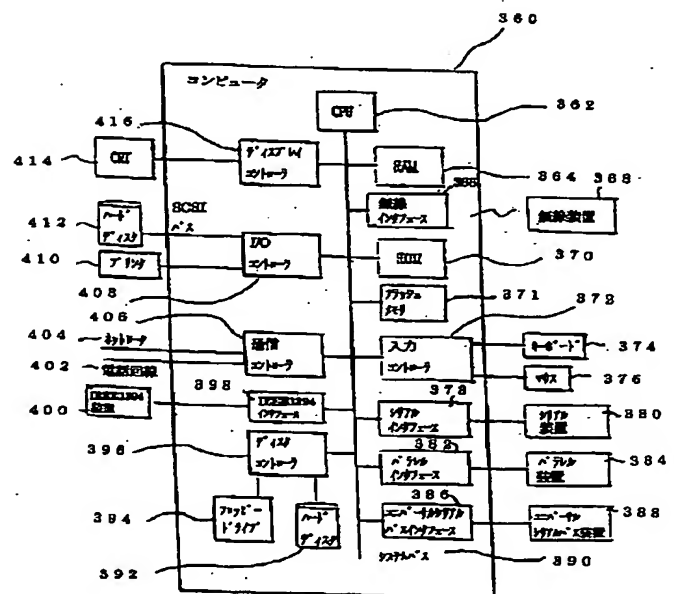 360
コンピュータ
CPU
362
416
ディスプレイ
コントローラ
414
CRT
RAM
364
366
368
無線
インタフェース
無線装置
412
ハード
ディスク
SCSI
バス
I/O
コントローラ
370
410
プリンタ
408
フラッシュ
メモリ
371
372
406
404
ネットワーク
通信
コントローラ
入力
コントローラ
キーボード
374
402
電話回線
マウス
376
398
378
400
IEEE1394
装置
IEEE1394
インタフェース
シリアル
インタフェース
シリアル
装置
380
396
ディスク
コントローラ
382
パラレル
インタフェース
パラレル
装置
384
386
394
フロッピー
ドライブ
ハード
ディスク
ユニバーサルシリアル
バスインタフェース
ユニバーサル
シリアルバス装置
388
392
システムバス
390